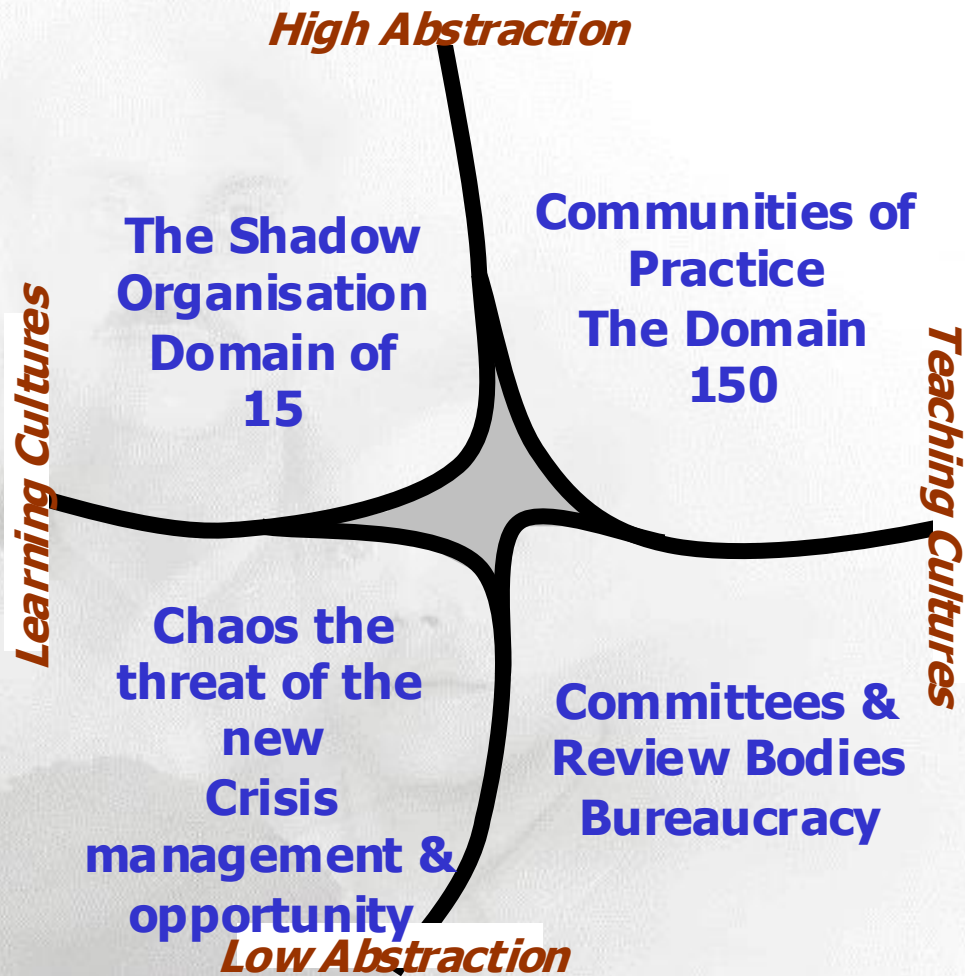 High Abstraction
The Shadow
Organisation
Domain of
15
Communities of
Practice
The Domain
150
Learning Cultures
Teaching Cultures
Chaos the
threat of the
new
Crisis
management &
opportunity
Committees &
Review Bodies
Bureaucracy
Low Abstraction